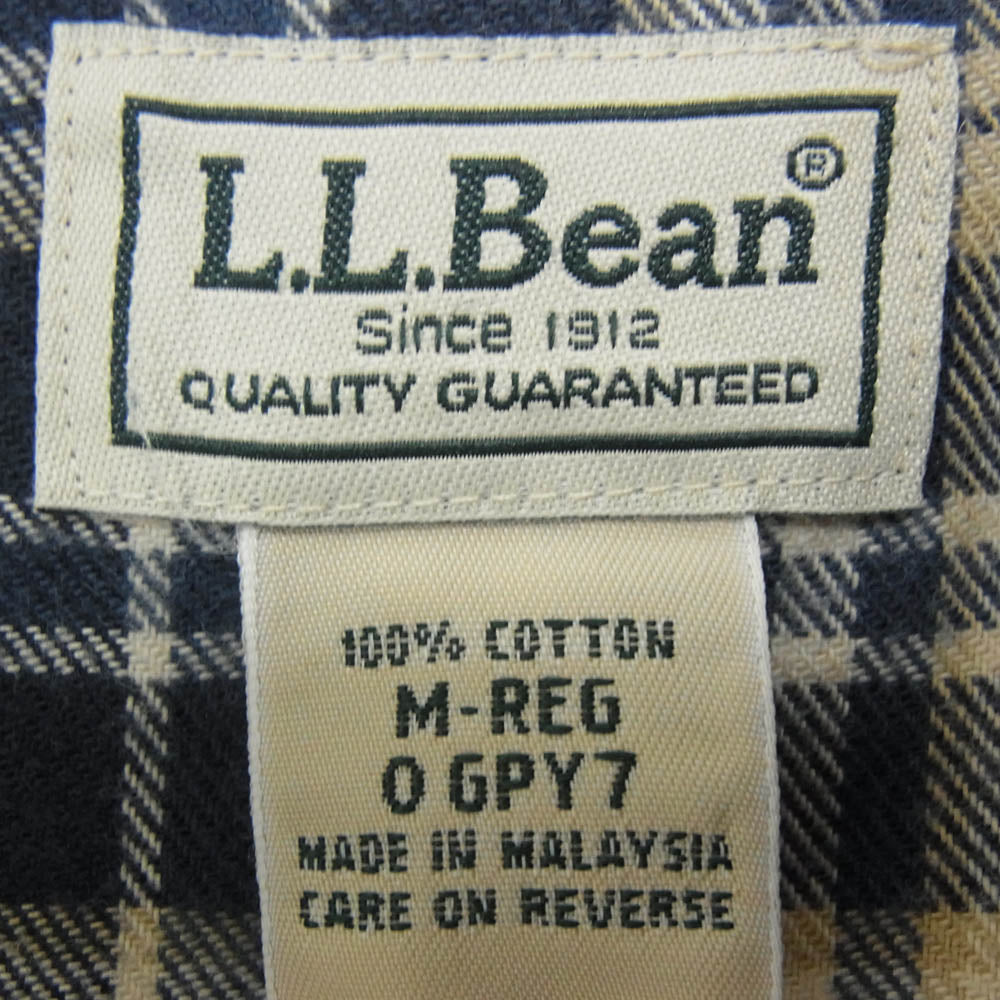 L.L.Bean®
Since 1912
QUALITY GUARANTEED
100% COTTON
M-REG
0 GPY7
MADE IN MALAYSIA
CARE ON REVERSE